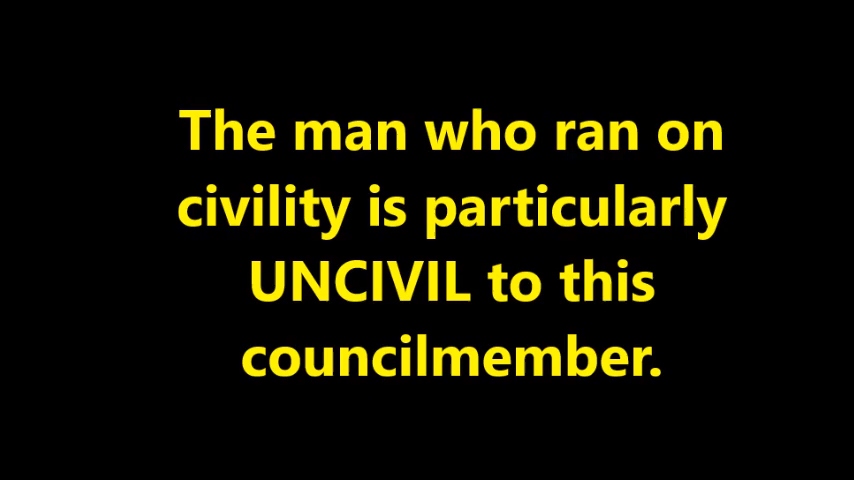 The man who ran on
civility is particularly
UNCIVIL to this
councilmember.